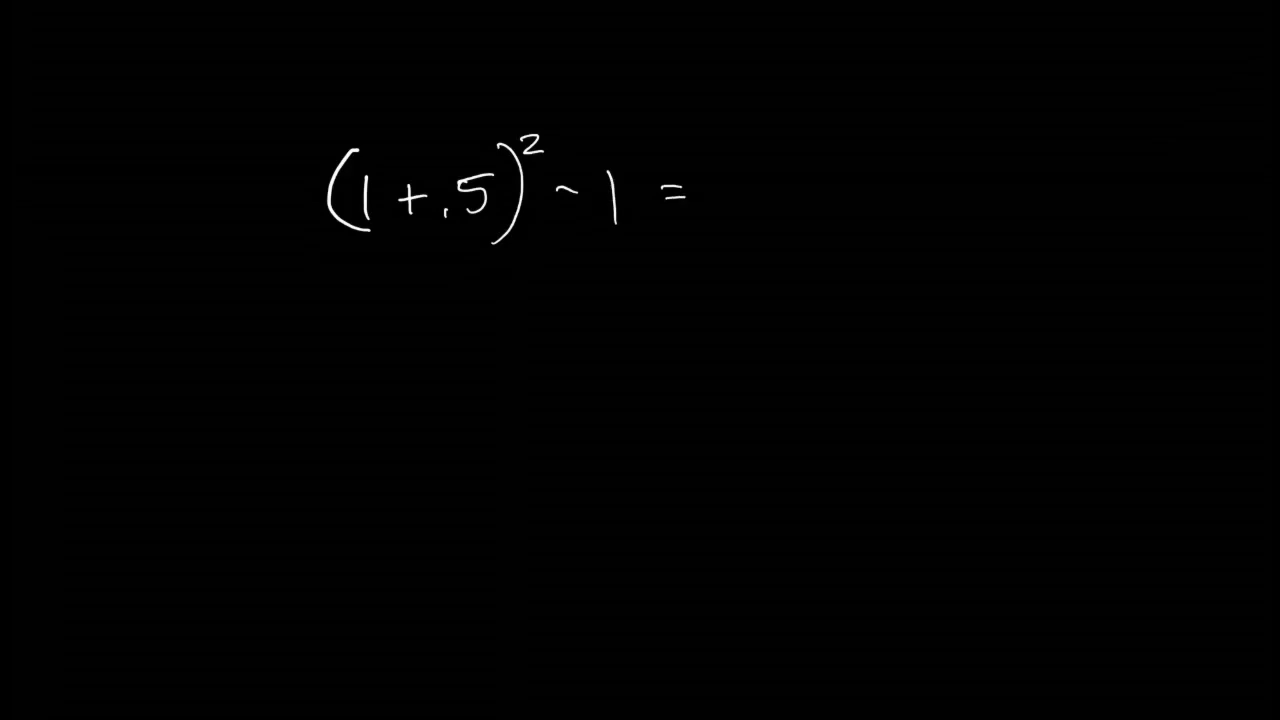 (1 + .5)² - 1 =